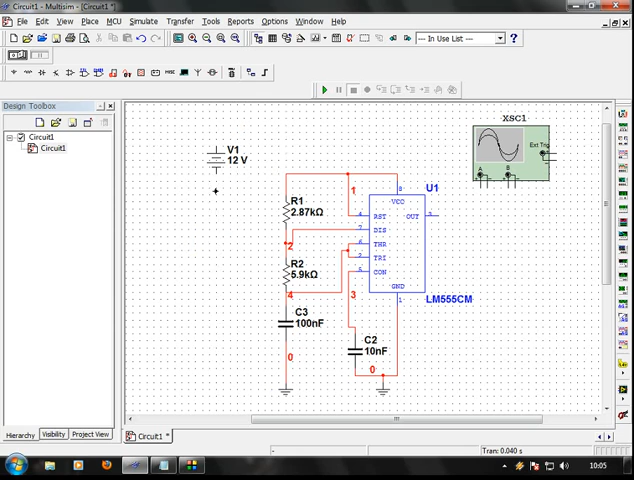 Circuit1 - Multisim - [Circuit1 *]
File Edit View Place MCU Simulate Transfer Tools Reports Options Window Help
--- In Use List ---
Design Toolbox
Circuit1
Circuit1
XSC1
Ext Trig
A B
V1
12 V
U1
1
8
VCC
R1
2.87kΩ
4 RST OUT 3
7 DIS
2
6 THR
2 TRI
R2
5.9kΩ
5 CON
GND
4
3
1
LM555CM
C3
100nF
C2
10nF
0
0
Hierarchy Visibility Project View
Circuit1 *
-
Tran: 0.040 s
10:05